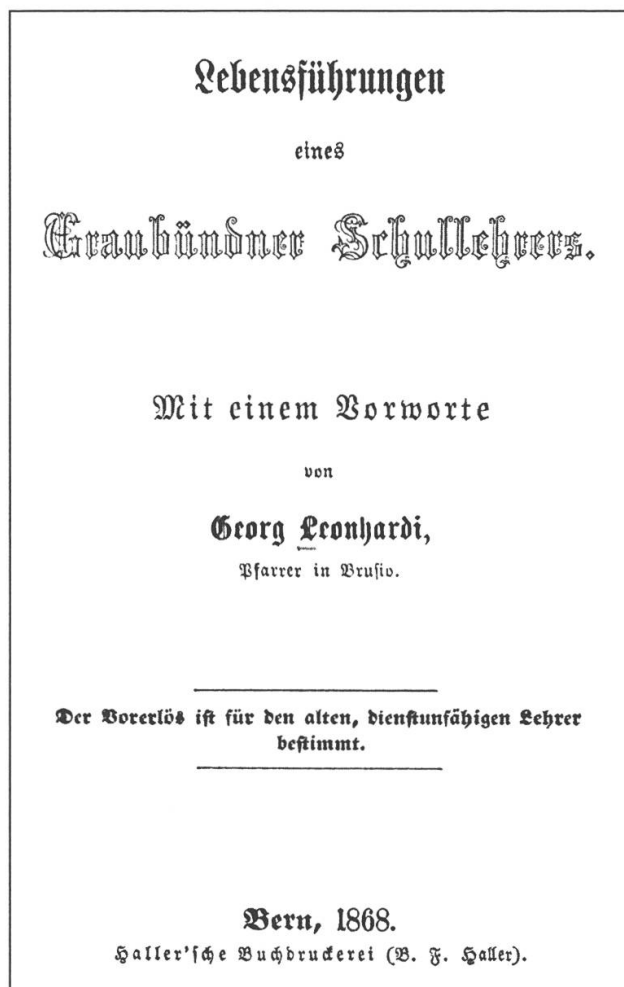 Lebensführungen
eines
Graubündner Schullehrers.
Mit einem Vorworte
von
Georg Leonhardi,
Pfarrer in Brusio.
Der Vorerlös ist für den alten, dienstunfähigen Lehrer
bestimmt.
Bern, 1868.
Haller'sche Buchdruckerei (B. F. Haller).